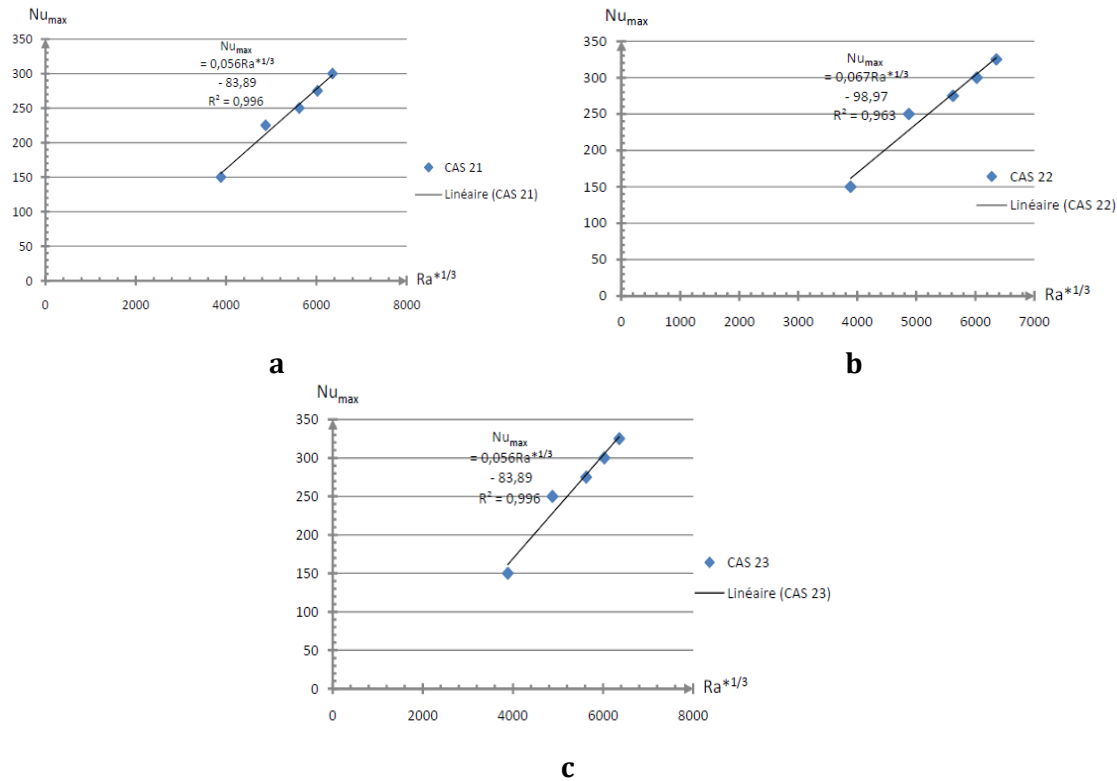 Nu_max
350
300
250
200
150
100
50
0
Nu_max
= 0,056Ra*^1/3
- 83,89
R² = 0,996
CAS 21
Linéaire (CAS 21)
Ra*^1/3
0 2000 4000 6000 8000
a
Nu_max
350
300
250
200
150
100
50
0
Nu_max
= 0,067Ra*^1/3
- 98,97
R² = 0,963
CAS 22
Linéaire (CAS 22)
Ra*^1/3
0 1000 2000 3000 4000 5000 6000 7000
b
Nu_max
350
300
250
200
150
100
50
0
Nu_max
= 0,056Ra*^1/3
- 83,89
R² = 0,996
CAS 23
Linéaire (CAS 23)
Ra*^1/3
0 2000 4000 6000 8000
c